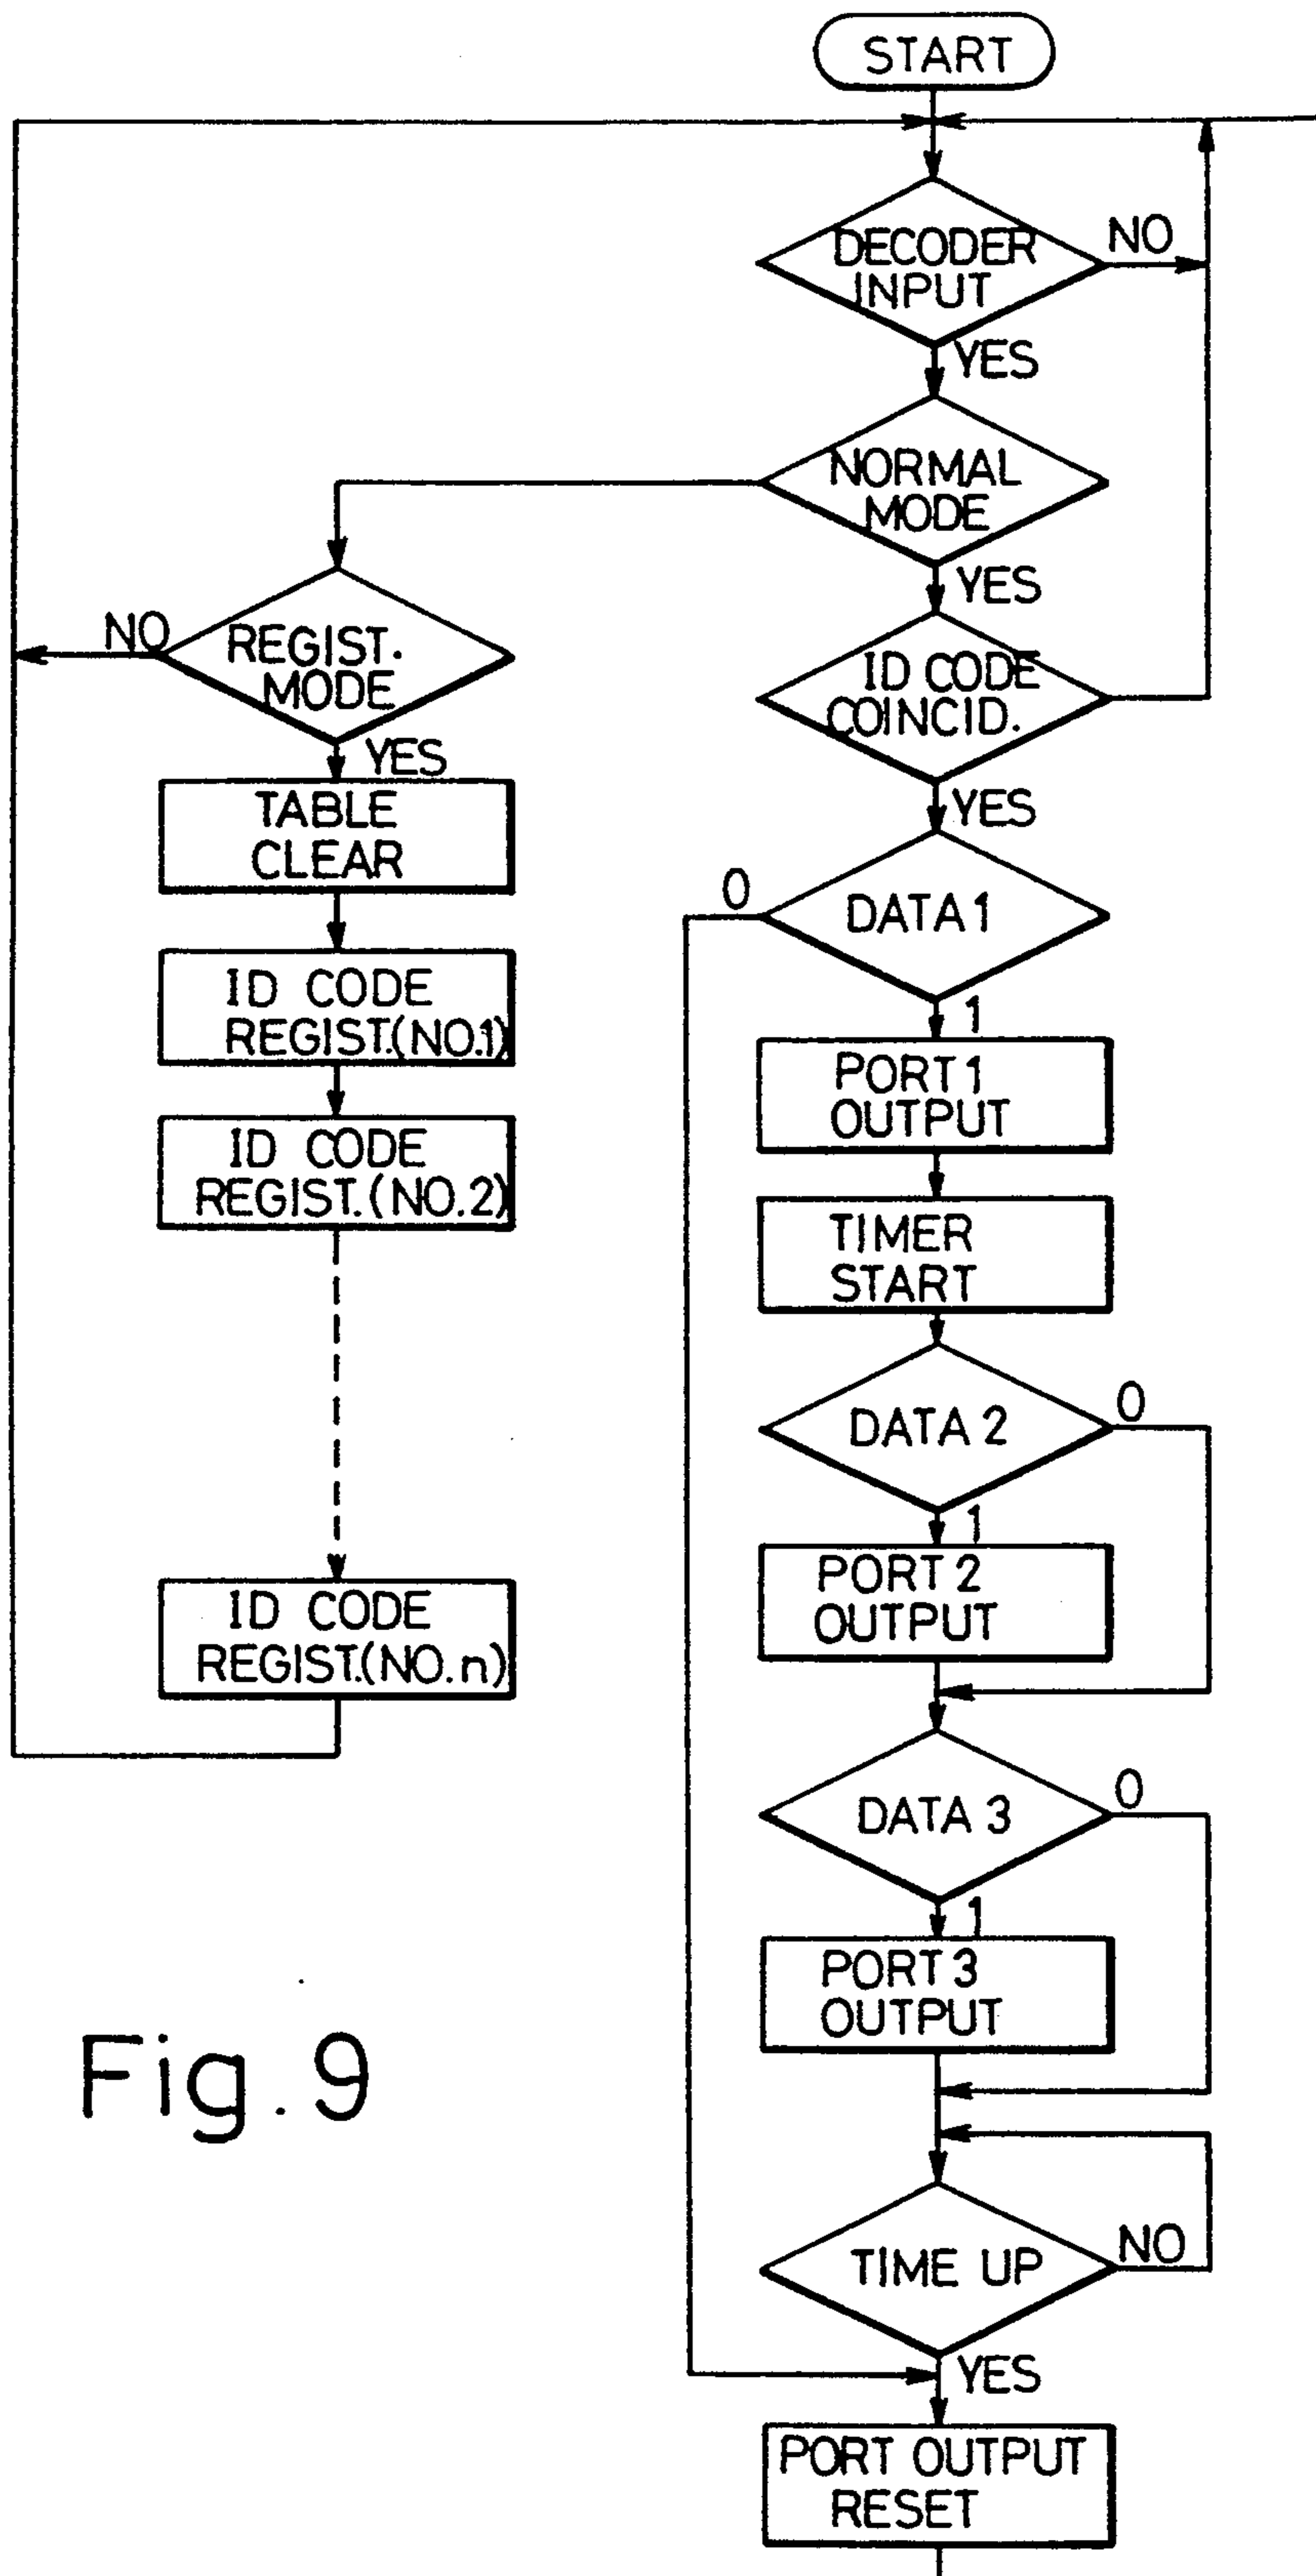 START
DECODER
INPUT
NO
YES
NORMAL
MODE
YES
ID CODE
COINCID.
YES
NO
REGIST.
MODE
YES
TABLE
CLEAR
ID CODE
REGIST.(NO.1)
ID CODE
REGIST.(NO.2)
ID CODE
REGIST.(NO.n)
0
DATA 1
1
PORT 1
OUTPUT
TIMER
START
DATA 2
0
1
PORT 2
OUTPUT
DATA 3
0
1
PORT 3
OUTPUT
TIME UP
NO
YES
PORT OUTPUT
RESET
Fig. 9